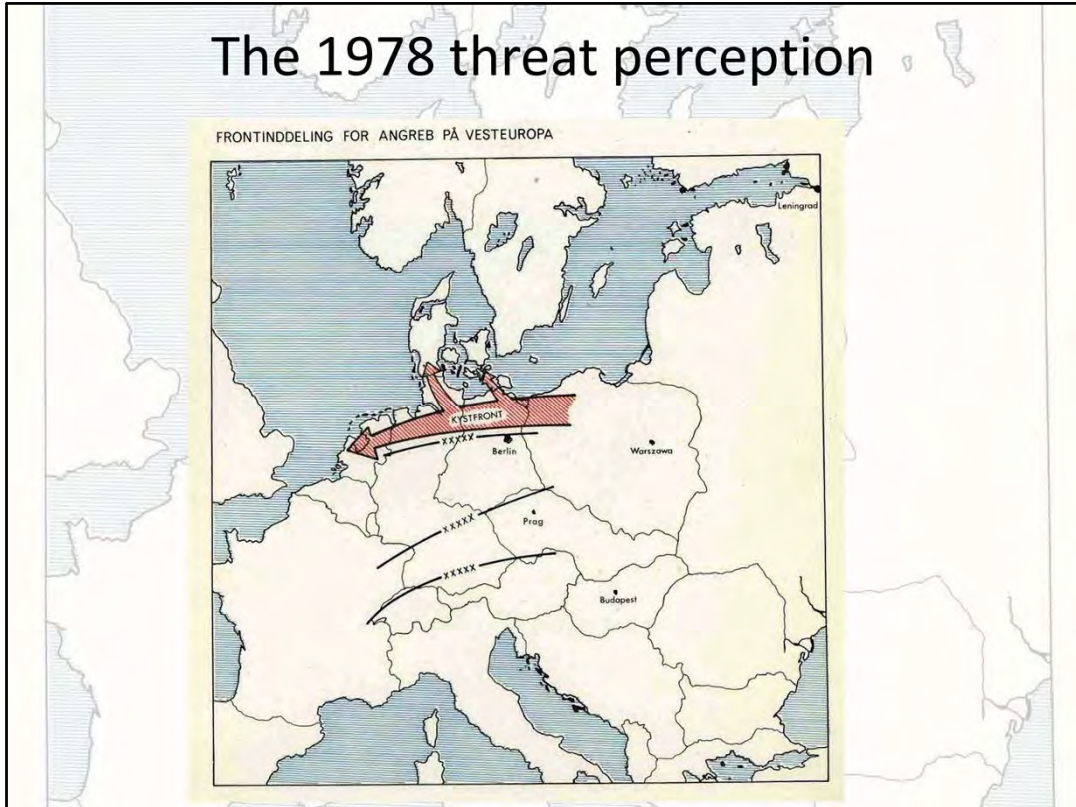 The 1978 threat perception
FRONTINDDELING FOR ANGREB PÅ VESTEUROPA
Leningrad
KYSTFRONT
XXXXX
Berlin
Warszawa
XXXXX
Prag
XXXXX
Budapest